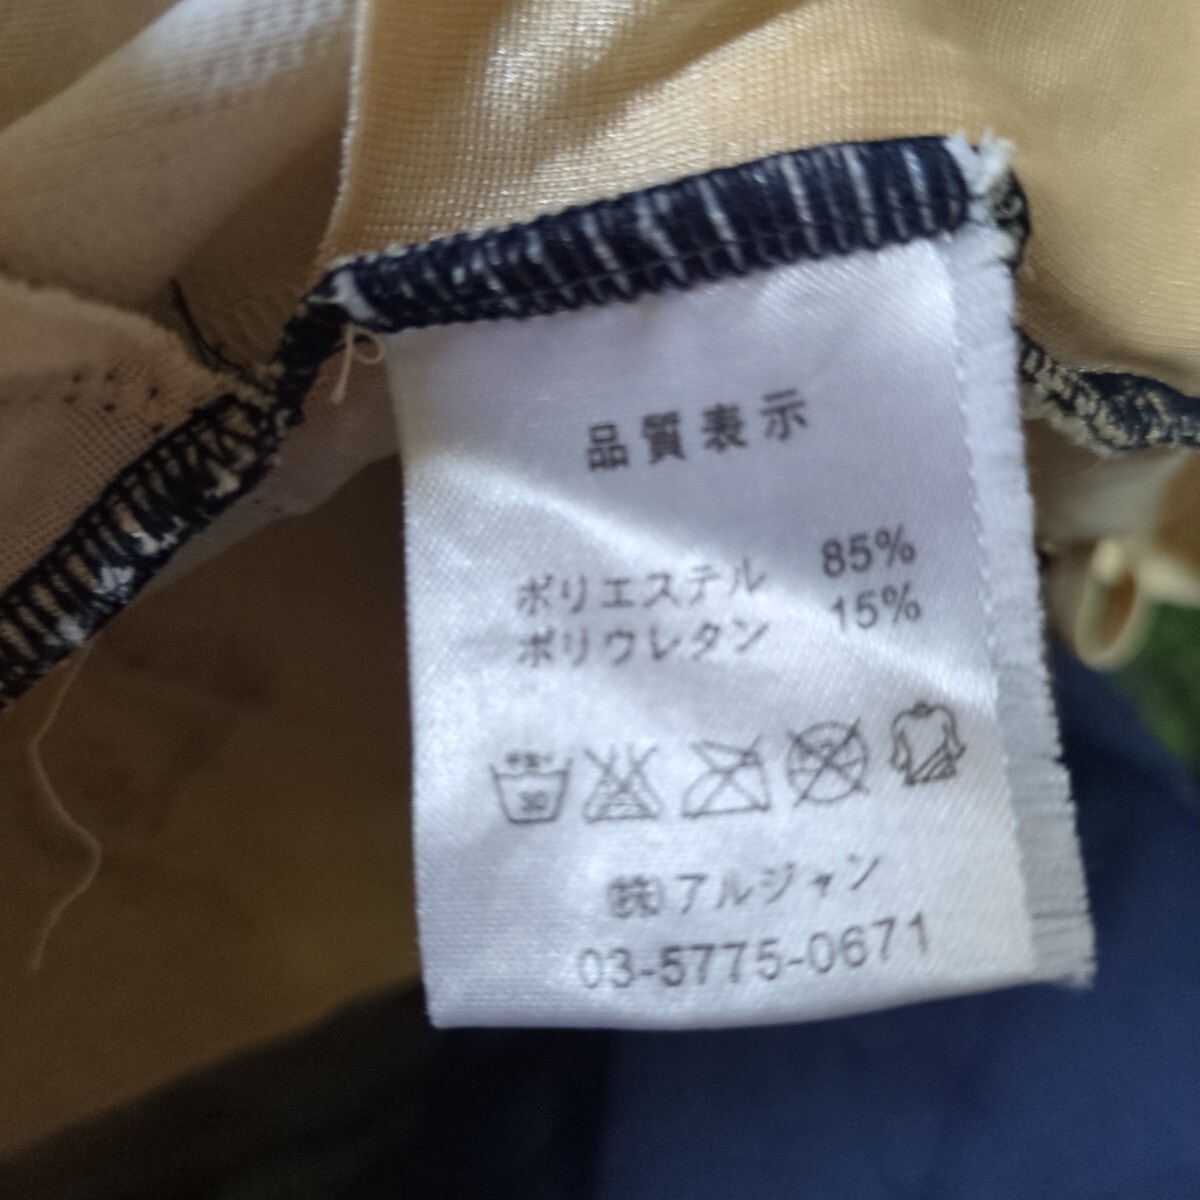 品質表示
ポリエステル 85%
ポリウレタン 15%
30
㈱アルジャン
03-5775-0671